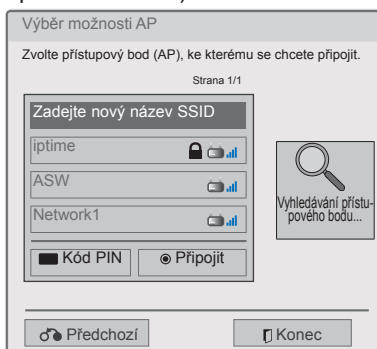 Výběr možnosti AP
Zvolte přístupový bod (AP), ke kterému se chcete připojit.
Strana 1/1
Zadejte nový název SSID
iptime
ASW
Network1
Vyhledávání přístu-
pového bodu...
Kód PIN
Připojit
Předchozí
Konec